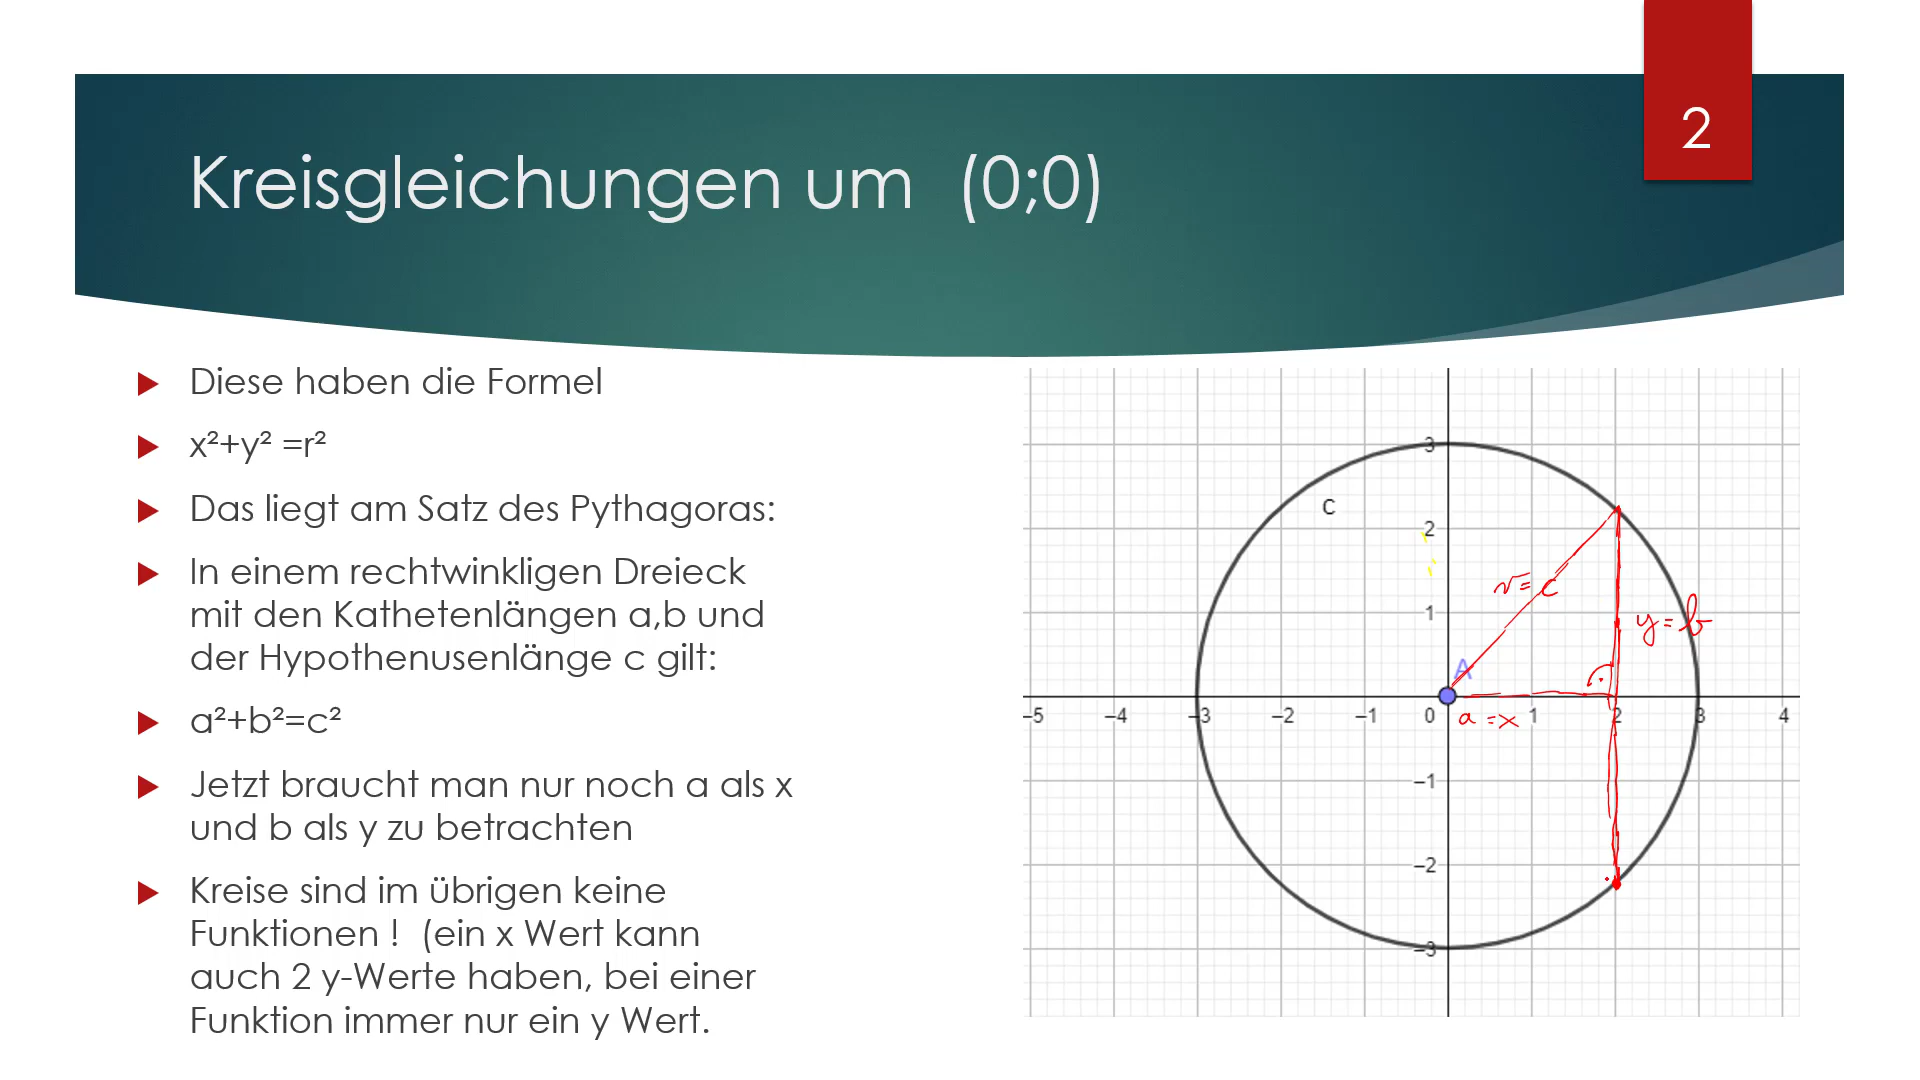 2
Kreisgleichungen um (0;0)
Diese haben die Formel
x²+y² =r²
Das liegt am Satz des Pythagoras:
In einem rechtwinkligen Dreieck
mit den Kathetenlängen a,b und
der Hypothenusenlänge c gilt:
a²+b²=c²
Jetzt braucht man nur noch a als x
und b als y zu betrachten
Kreise sind im übrigen keine
Funktionen ! (ein x Wert kann
auch 2 y-Werte haben, bei einer
Funktion immer nur ein y Wert.
3
c
2
r=c
1
y=b
A
–5 –4 –3 –2 –1 0 1 2 3 4
a=x
–1
–2
–3